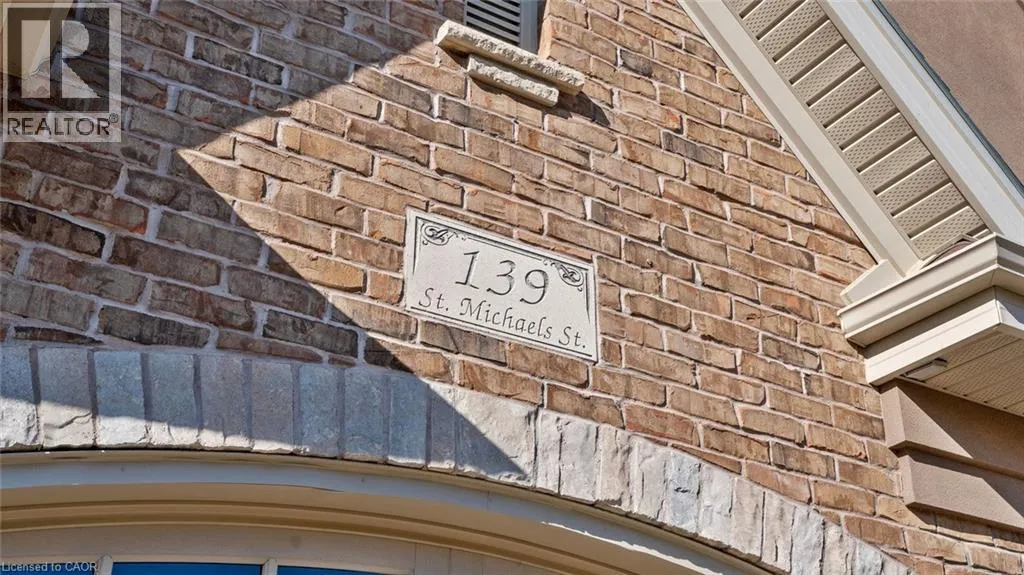 REALTOR®
139
St. Michaels St.
Licensed to CAOR